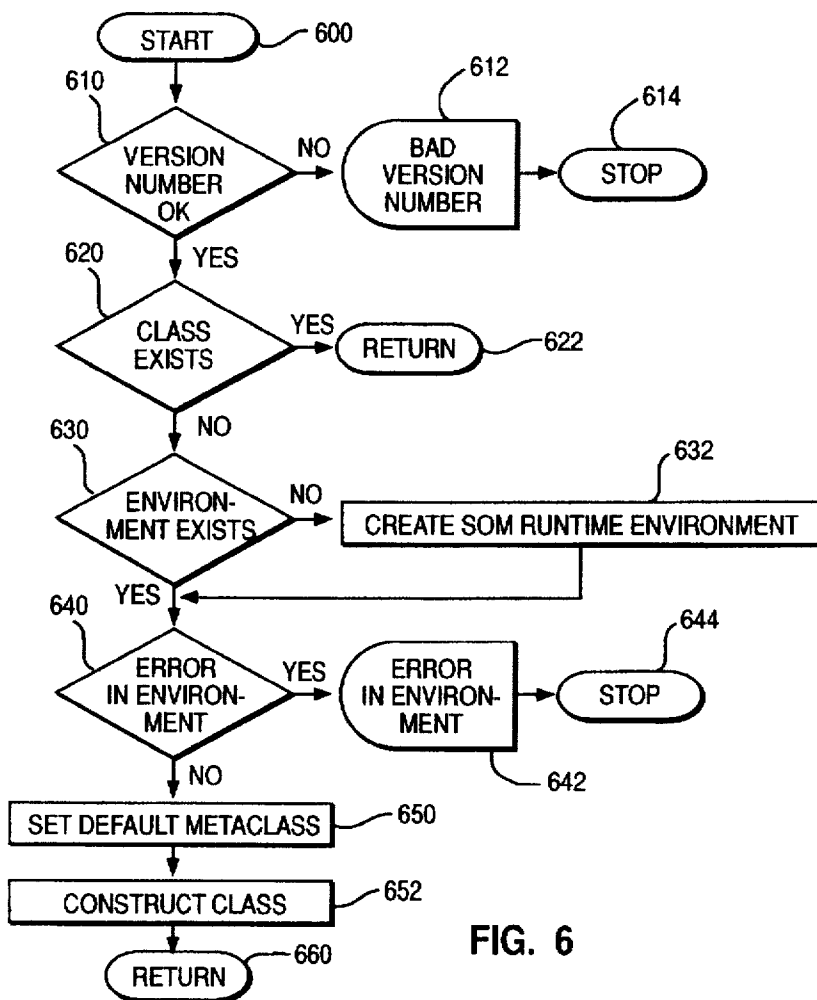 START
600
610
612
614
VERSION
NUMBER
OK
NO
BAD
VERSION
NUMBER
STOP
YES
620
CLASS
EXISTS
YES
RETURN
622
NO
630
632
ENVIRON-
MENT EXISTS
NO
CREATE SOM RUNTIME ENVIRONMENT
YES
640
644
ERROR
IN ENVIRON-
MENT
YES
ERROR
IN ENVIRON-
MENT
STOP
642
NO
SET DEFAULT METACLASS
650
CONSTRUCT CLASS
652
RETURN
660
FIG. 6